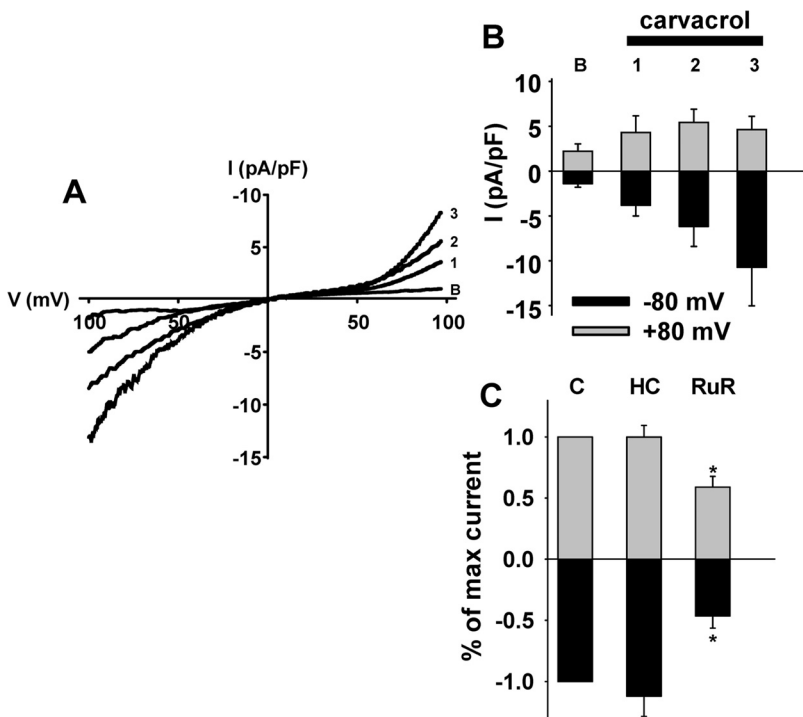 A
I (pA/pF)
-10
5
3
2
1
B
V (mV)
100
50
50
100
-5
-10
-15
B
carvacrol
B 1 2 3
I (pA/pF)
10
5
0
-5
-10
-15
-80 mV
+80 mV
C
C HC RuR
% of max current
1.0
0.5
0.0
-0.5
-1.0
*
*